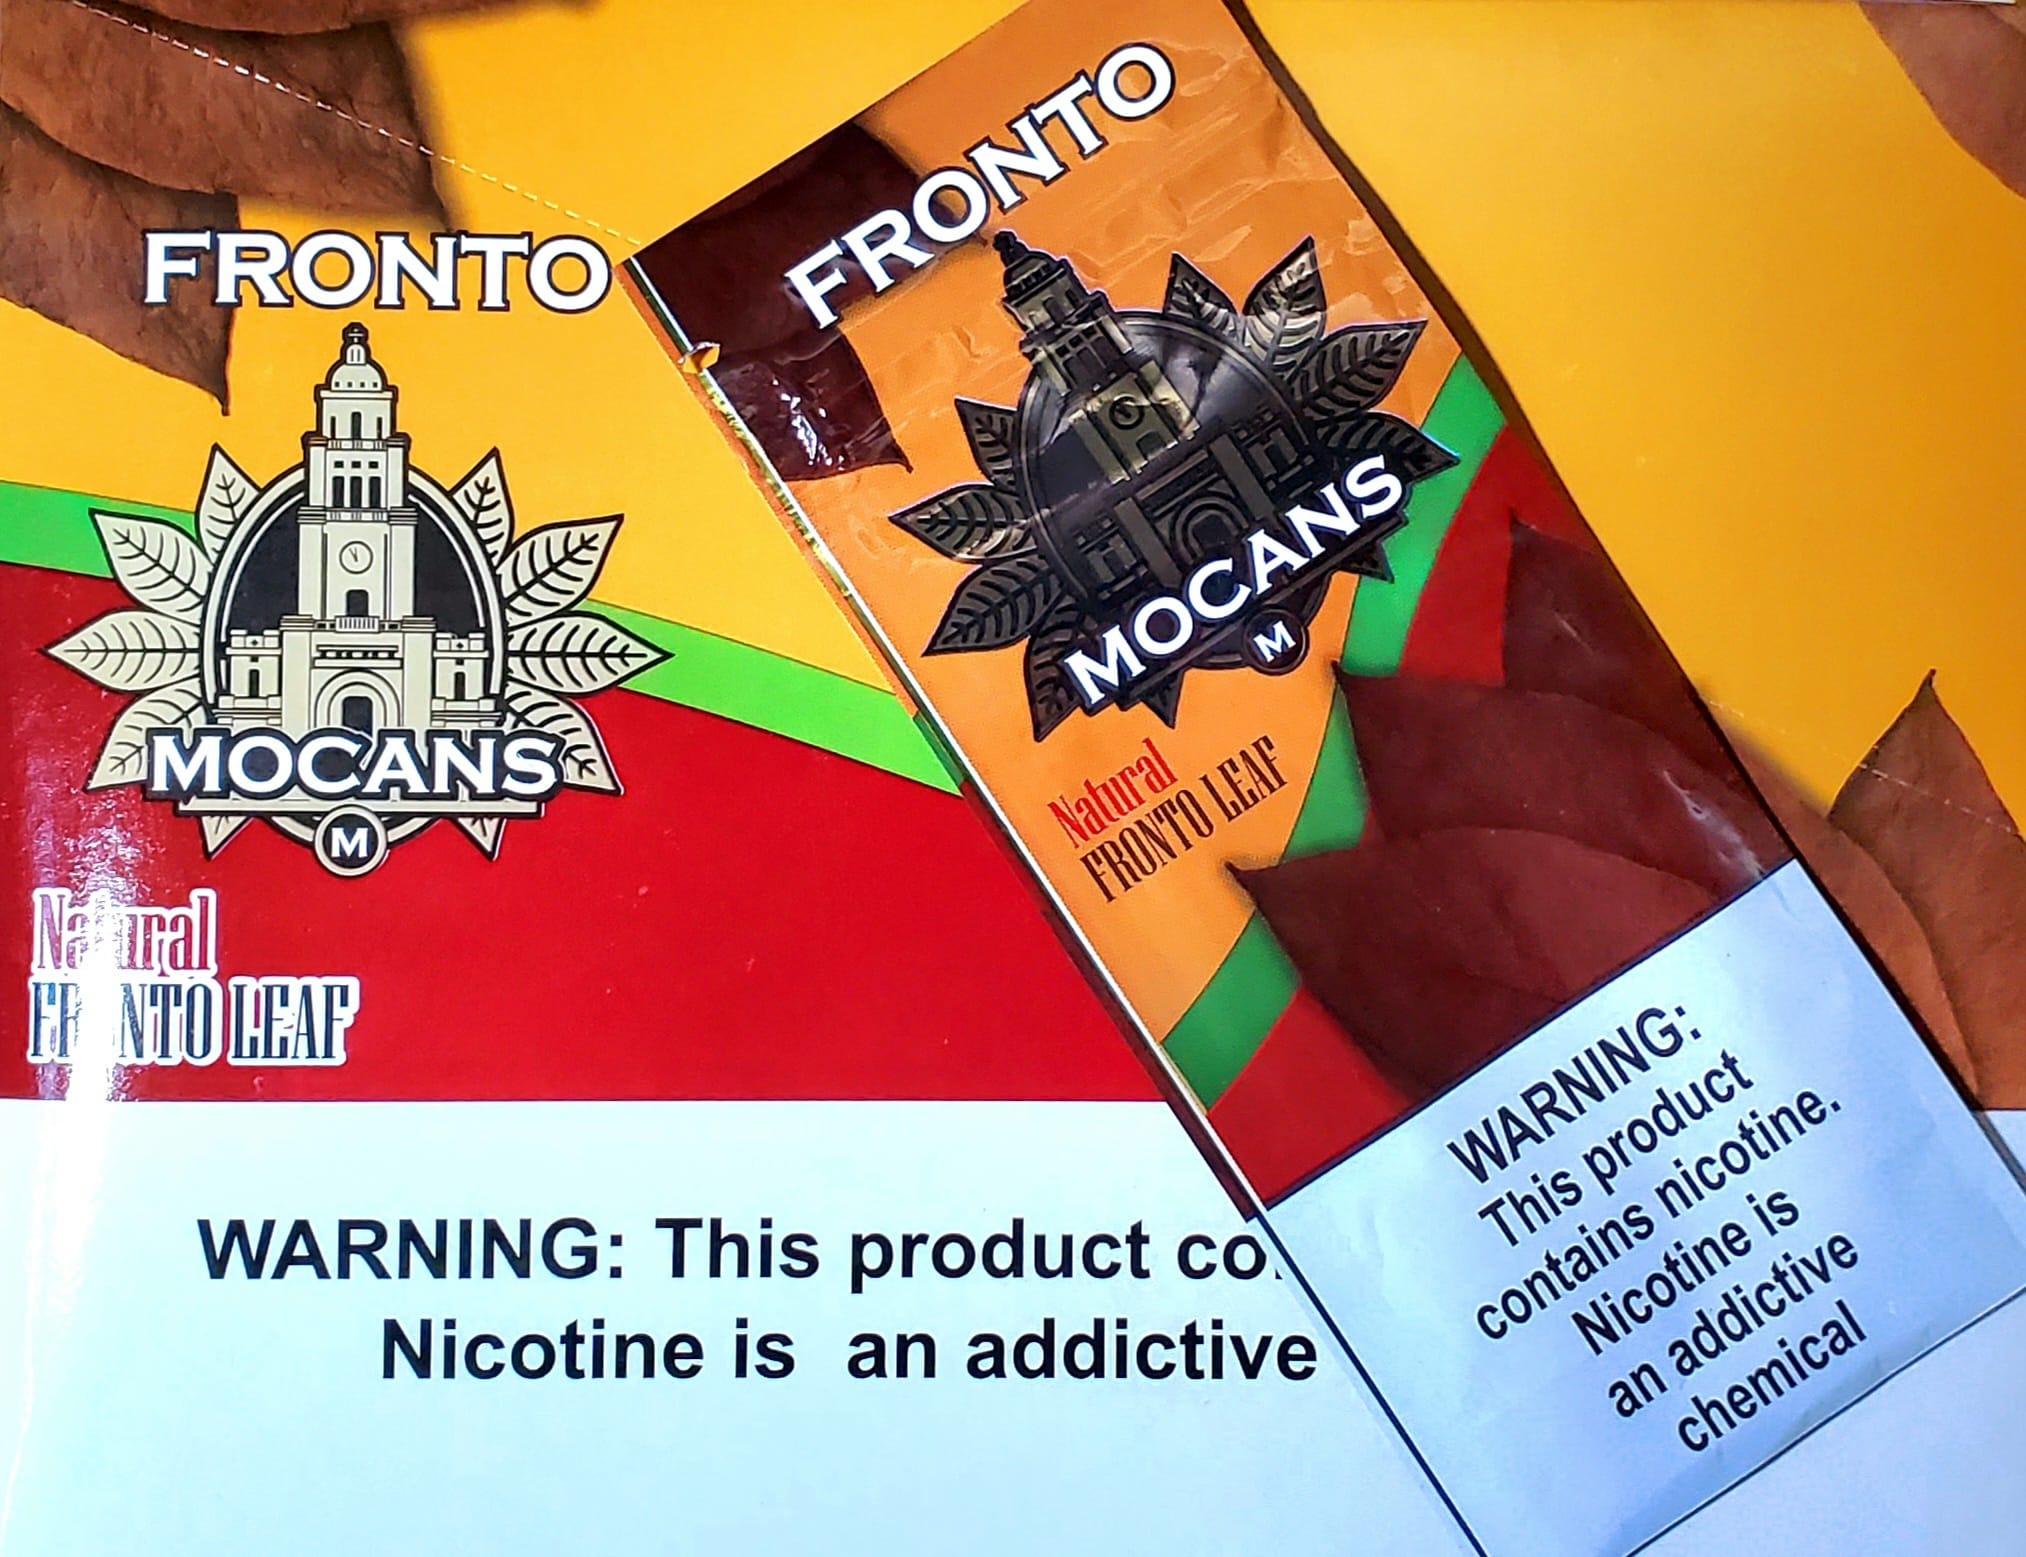 FRONTO
MOCANS
M
Natural
FRONTO LEAF
WARNING: This product
Nicotine is an addictive
FRONTO
MOCANS
M
Natural
FRONTO LEAF
WARNING:
This product
contains nicotine.
Nicotine is
an addictive
chemical